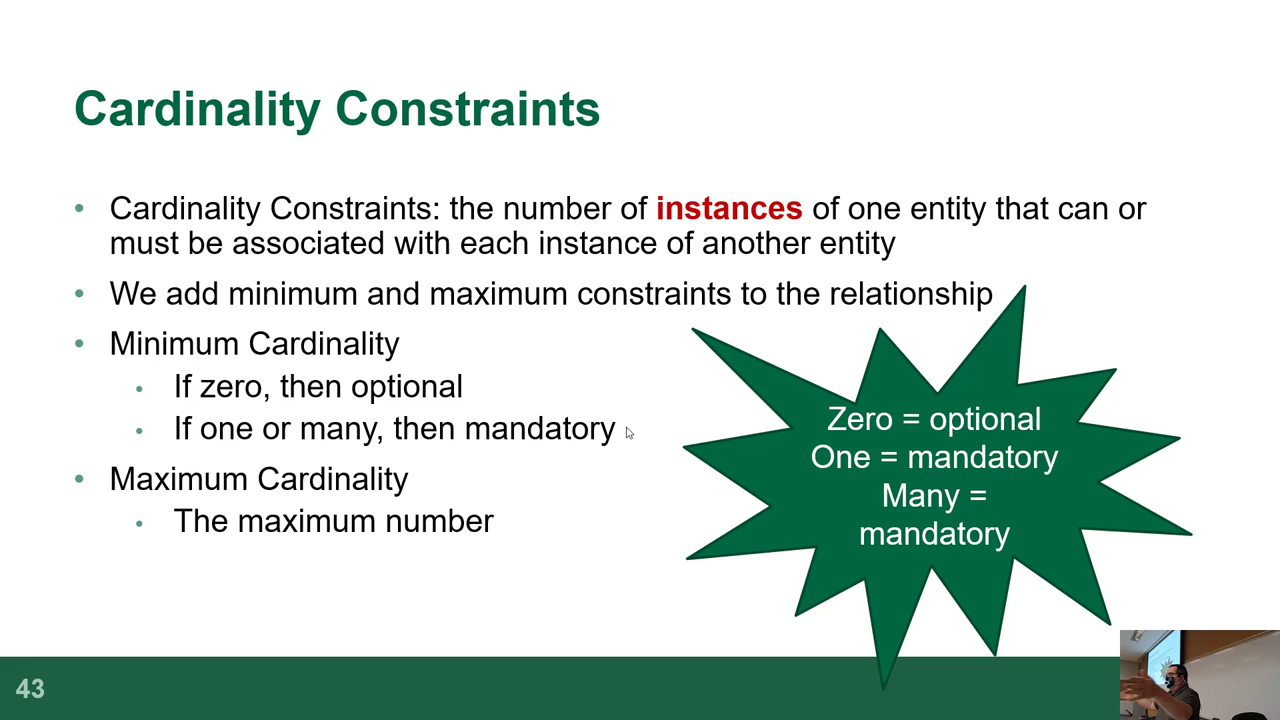 Cardinality Constraints
• Cardinality Constraints: the number of instances of one entity that can or
must be associated with each instance of another entity
• We add minimum and maximum constraints to the relationship
• Minimum Cardinality
• If zero, then optional
• If one or many, then mandatory
• Maximum Cardinality
• The maximum number
Zero = optional
One = mandatory
Many =
mandatory
43